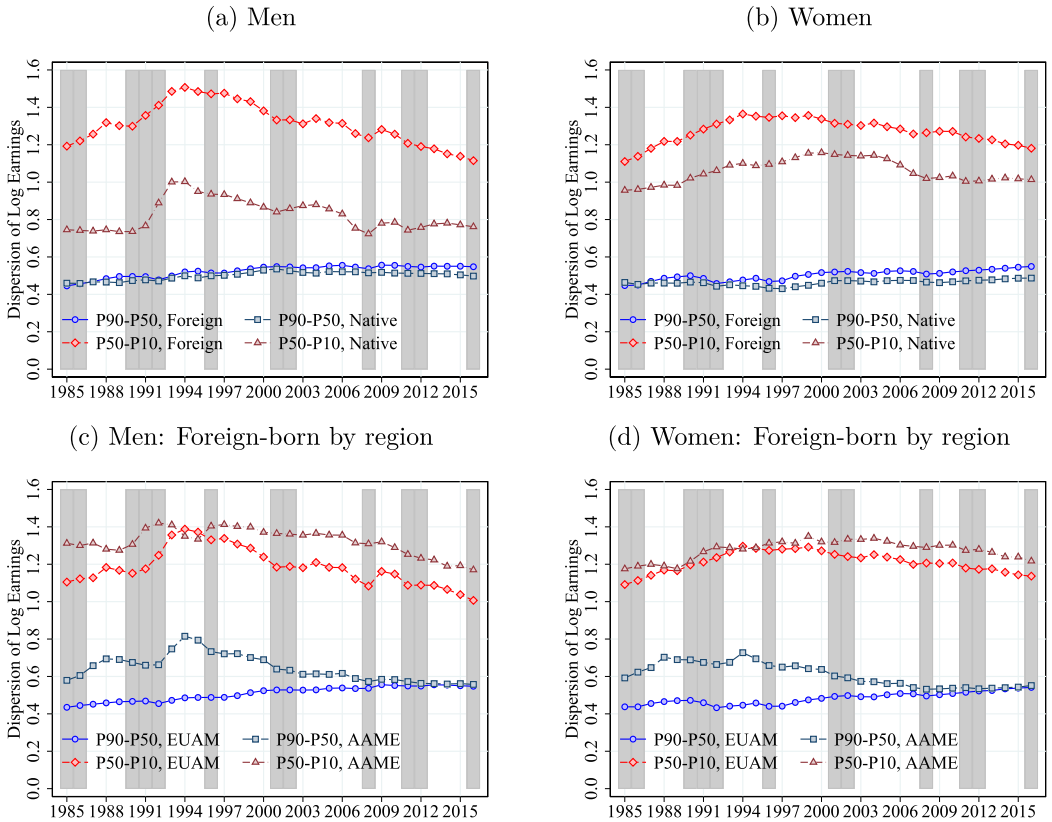 (a) Men
Dispersion of Log Earnings
1.6
1.4
1.2
1.0
0.8
0.6
0.4
0.2
0.0
P90-P50, Foreign P90-P50, Native
P50-P10, Foreign P50-P10, Native
1985 1988 1991 1994 1997 2000 2003 2006 2009 2012 2015
(b) Women
Dispersion of Log Earnings
1.6
1.4
1.2
1.0
0.8
0.6
0.4
0.2
0.0
P90-P50, Foreign P90-P50, Native
P50-P10, Foreign P50-P10, Native
1985 1988 1991 1994 1997 2000 2003 2006 2009 2012 2015
(c) Men: Foreign-born by region
Dispersion of Log Earnings
1.6
1.4
1.2
1.0
0.8
0.6
0.4
0.2
0.0
P90-P50, EUAM P90-P50, AAME
P50-P10, EUAM P50-P10, AAME
1985 1988 1991 1994 1997 2000 2003 2006 2009 2012 2015
(d) Women: Foreign-born by region
Dispersion of Log Earnings
1.6
1.4
1.2
1.0
0.8
0.6
0.4
0.2
0.0
P90-P50, EUAM P90-P50, AAME
P50-P10, EUAM P50-P10, AAME
1985 1988 1991 1994 1997 2000 2003 2006 2009 2012 2015